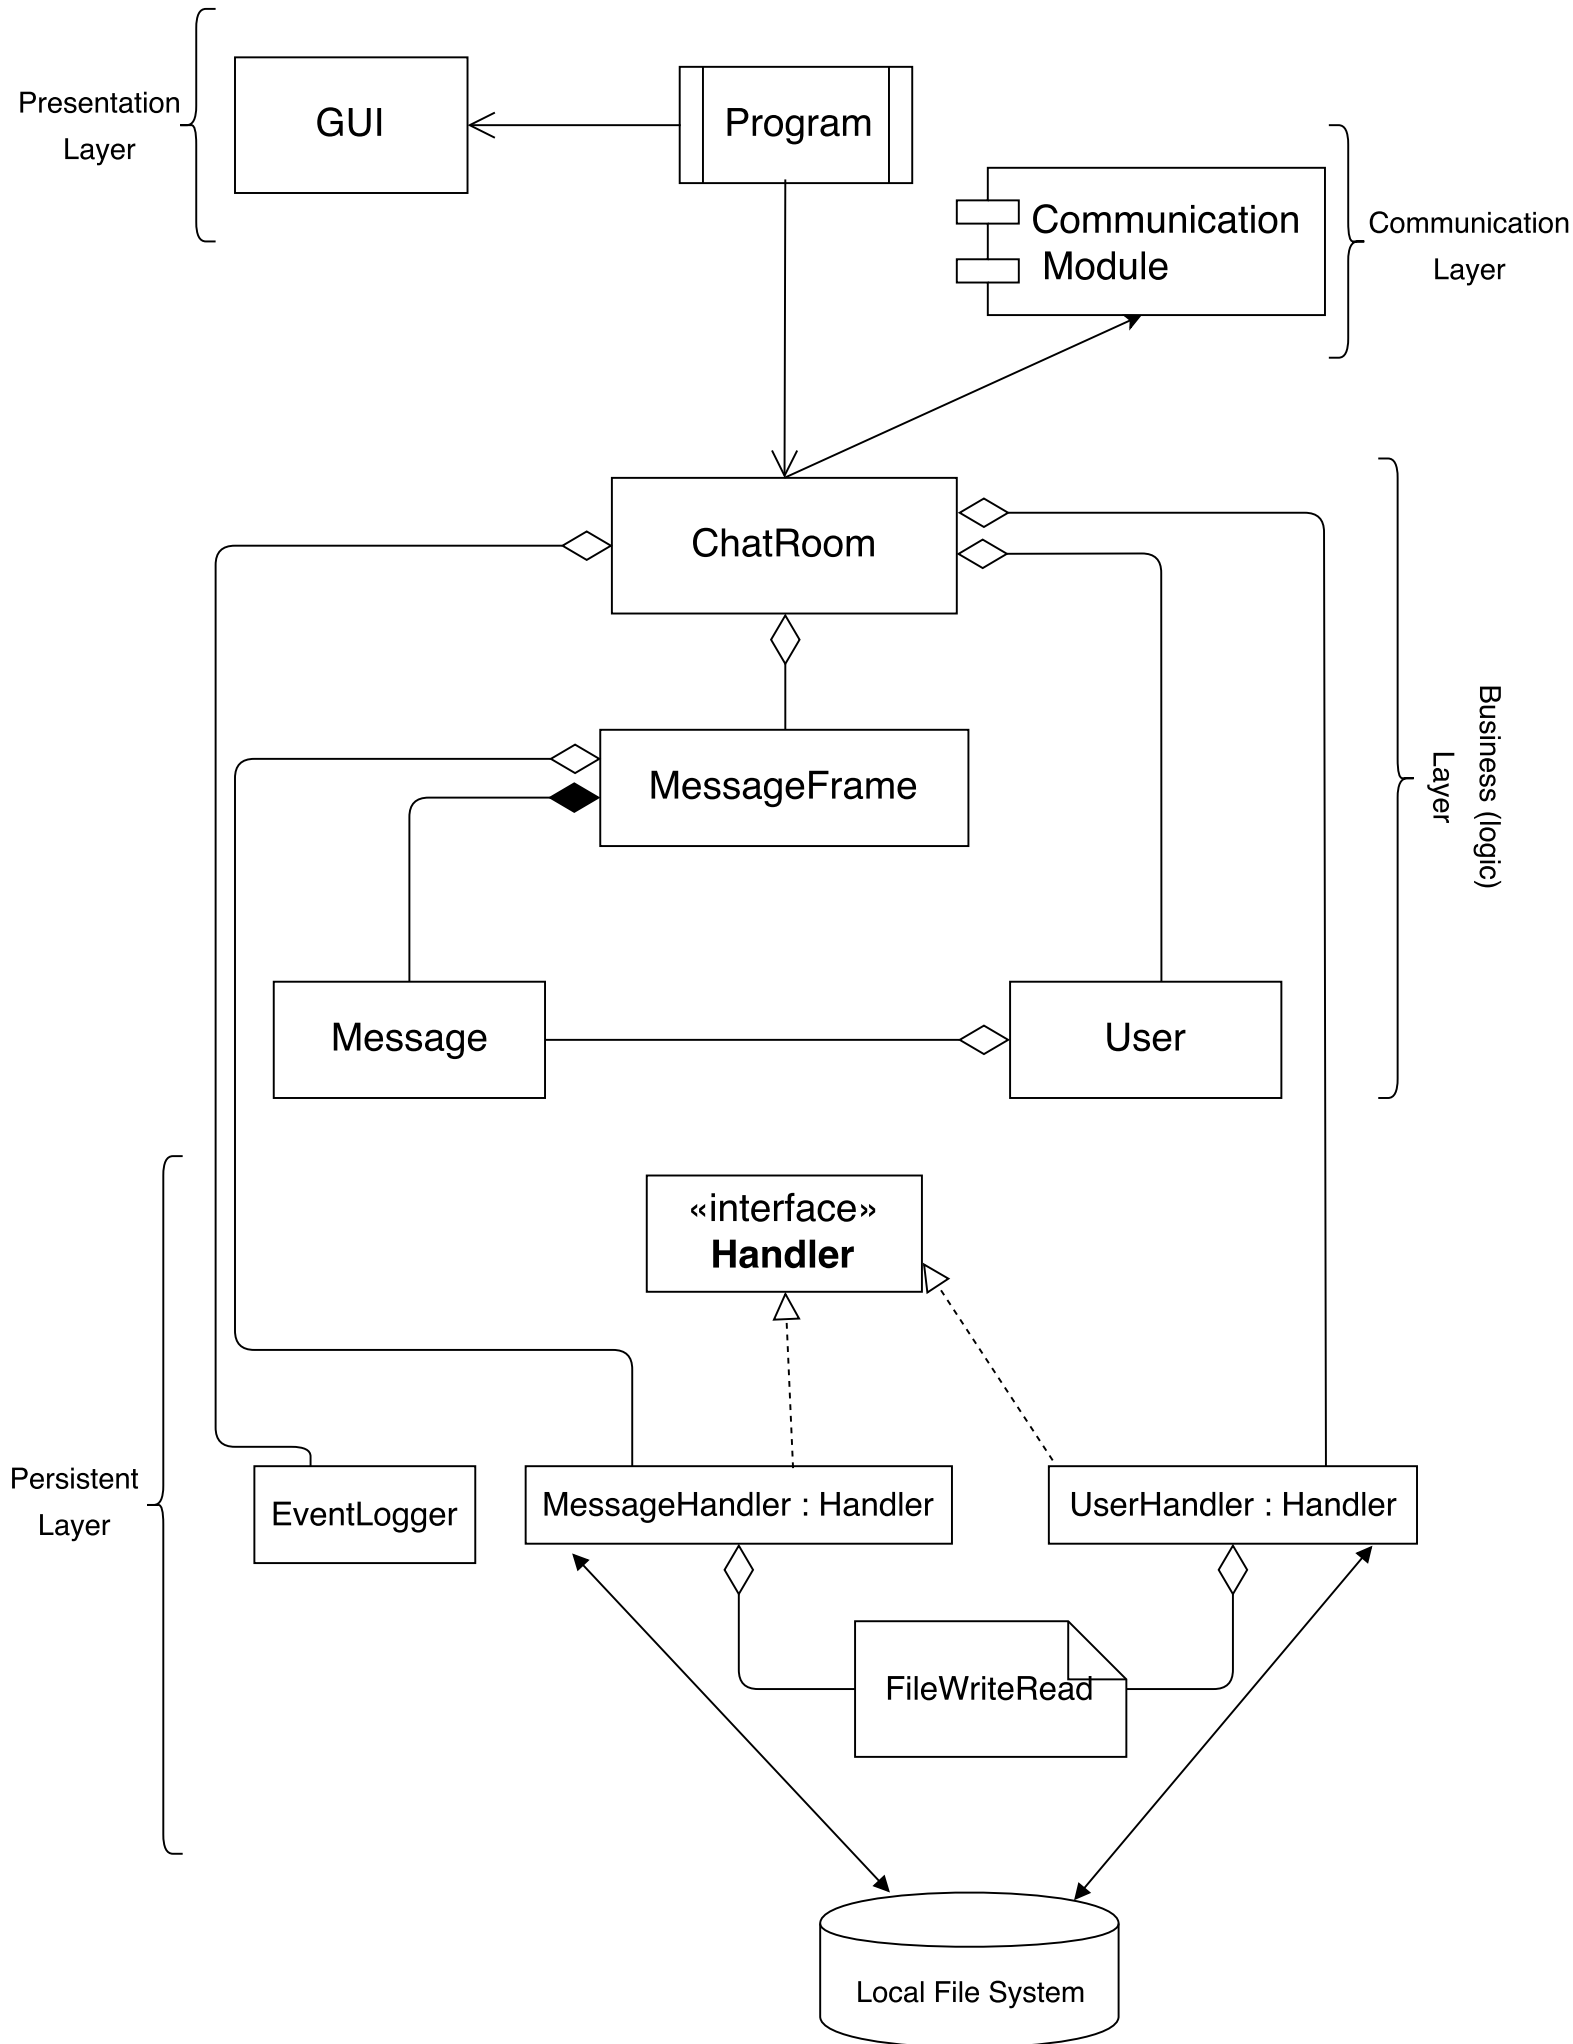 Presentation
Layer
GUI
Program
Communication
Module
Communication
Layer
ChatRoom
MessageFrame
Business (logic)
Layer
Message
User
«interface»
Handler
Persistent
Layer
EventLogger
MessageHandler : Handler
UserHandler : Handler
FileWriteRead
Local File System